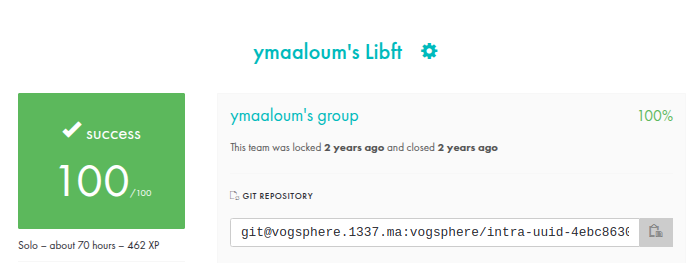 ymaaloum's Libft
success
100/100
Solo – about 70 hours – 462 XP
ymaaloum's group
100%
This team was locked 2 years ago and closed 2 years ago
GIT REPOSITORY
git@vogsphere.1337.ma:vogsphere/intra-uuid-4ebc8630